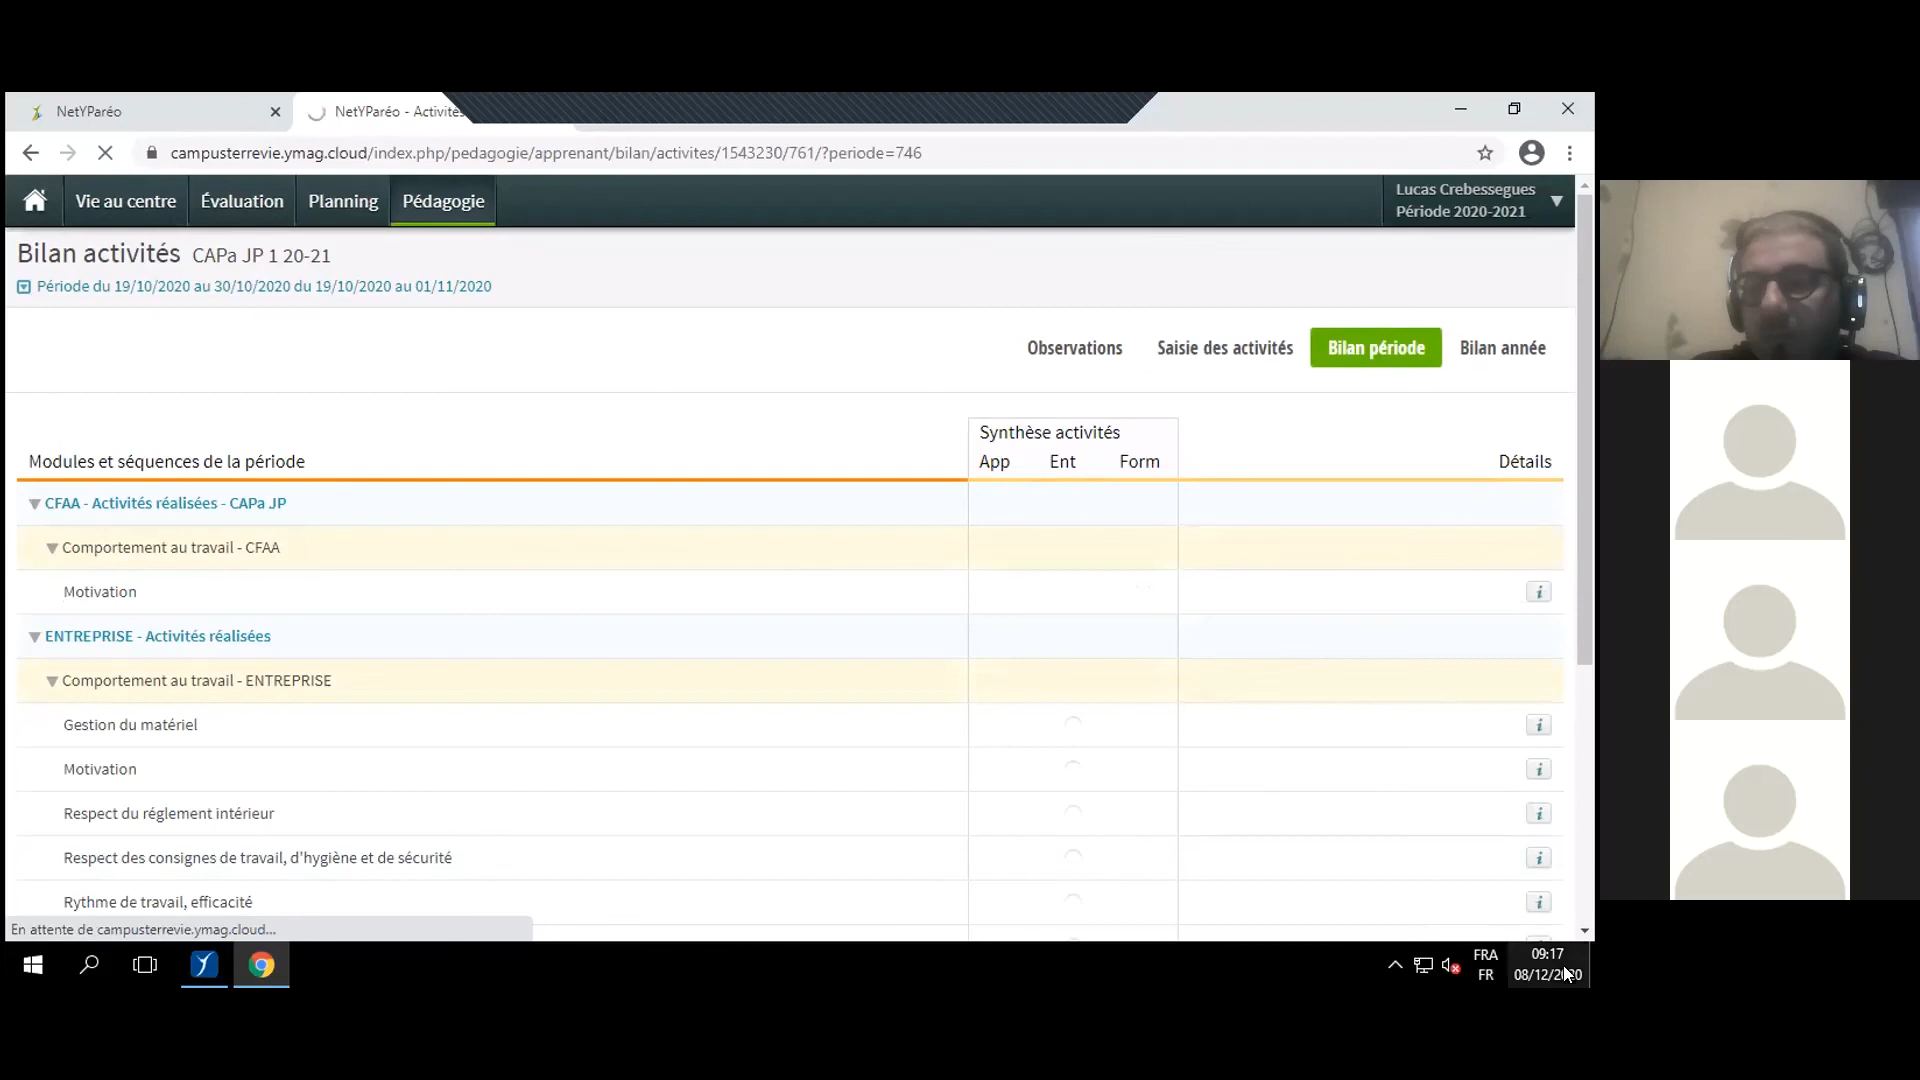 NetYParéo
NetYParéo - Activités
campusterrevie.ymag.cloud/index.php/pedagogie/apprenant/bilan/activites/1543230/761/?periode=746
Vie au centre
Évaluation
Planning
Pédagogie
Lucas Crebessegues
Période 2020-2021
Bilan activités CAPa JP 1 20-21
Période du 19/10/2020 au 30/10/2020 du 19/10/2020 au 01/11/2020
Observations
Saisie des activités
Bilan période
Bilan année
Synthèse activités
Modules et séquences de la période
App Ent Form
Détails
CFAA - Activités réalisées - CAPa JP
Comportement au travail - CFAA
Motivation
ENTREPRISE - Activités réalisées
Comportement au travail - ENTREPRISE
Gestion du matériel
Motivation
Respect du réglement intérieur
Respect des consignes de travail, d'hygiène et de sécurité
Rythme de travail, efficacité
En attente de campusterrevie.ymag.cloud...
FRA
FR
09:17
08/12/2020